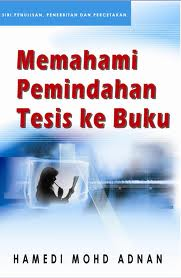 SIRI PENULISAN, PENERBITAN DAN PERCETAKAN
Memahami
Pemindahan
Tesis ke Buku
HAMEDI MOHD ADNAN